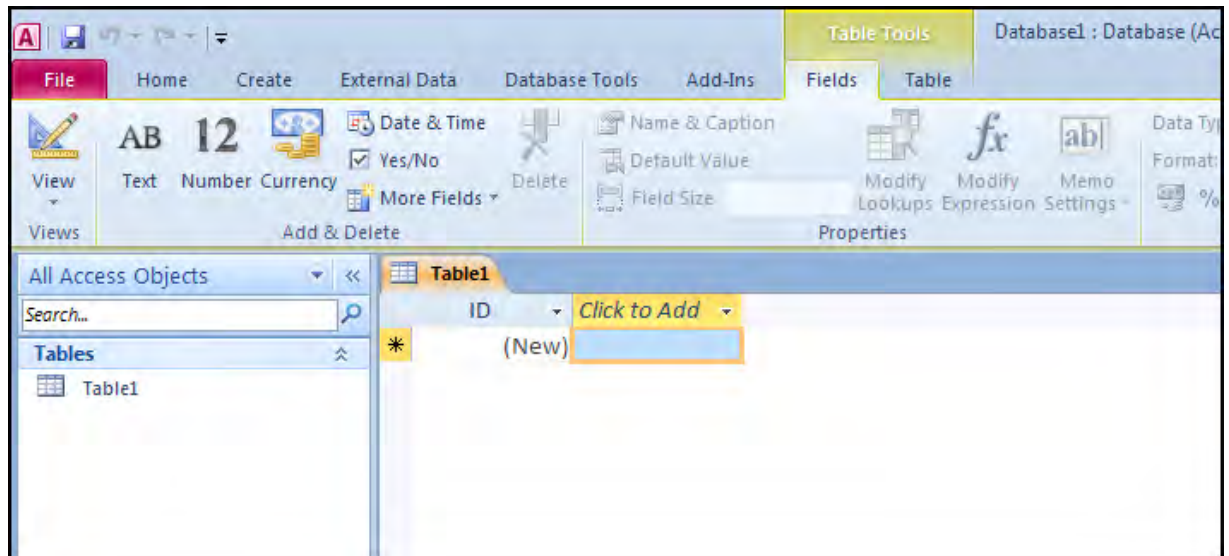 A
Table Tools
Database1 : Database (Ac
File Home Create External Data Database Tools Add-Ins Fields Table
View
AB
Text
12
Number
Currency
Date & Time
Yes/No
More Fields
Delete
Name & Caption
Default Value
Field Size
Modify
Lookups
fx
Modify
Expression
ab|
Memo
Settings
Data Typ
Format:
%
Views
Add & Delete
Properties
All Access Objects
«
Table1
Search...
ID
Click to Add
Tables
* (New)
Table1